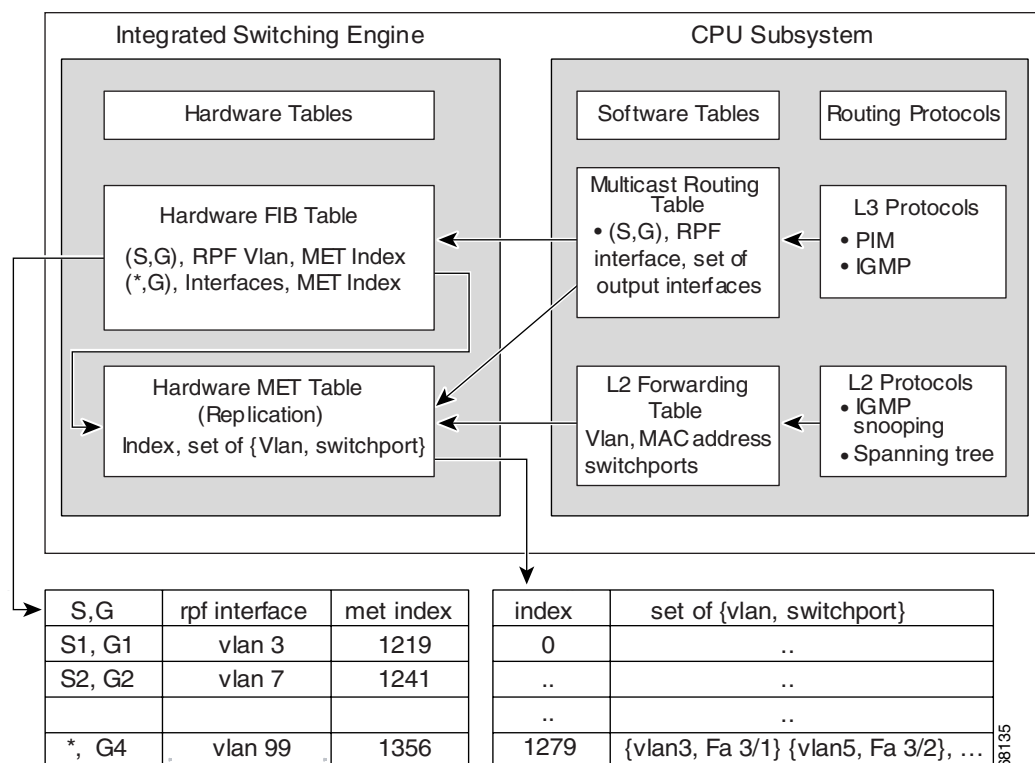 Integrated Switching Engine
CPU Subsystem
Hardware Tables
Software Tables
Routing Protocols
Hardware FIB Table
(S,G), RPF Vlan, MET Index
(*,G), Interfaces, MET Index
Multicast Routing
Table
• (S,G), RPF
interface, set of
output interfaces
L3 Protocols
• PIM
• IGMP
Hardware MET Table
(Replication)
Index, set of {Vlan, switchport}
L2 Forwarding
Table
Vlan, MAC address
switchports
L2 Protocols
• IGMP
snooping
• Spanning tree
S,G rpf interface met index
S1, G1 vlan 3 1219
S2, G2 vlan 7 1241
*, G4 vlan 99 1356
index set of {vlan, switchport}
0 ..
.. ..
.. ..
1279 {vlan3, Fa 3/1} {vlan5, Fa 3/2}, ...
68135